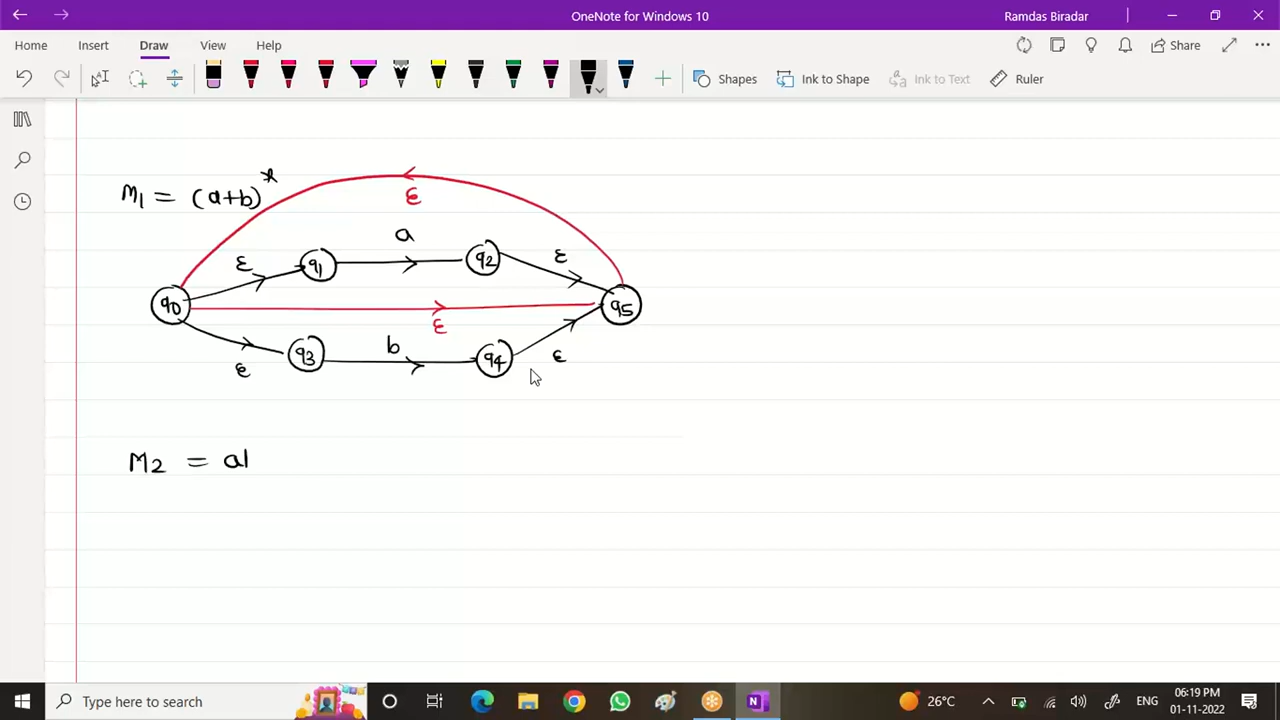 OneNote for Windows 10
Ramdas Biradar
Home Insert Draw View Help
Share
Shapes
Ink to Shape
Ink to Text
Ruler
M1 = (a+b)*
ε
a
ε q1 q2 ε
q0 q5
ε
b
q3 q4
ε ε
M2 = al
Type here to search
26°C
ENG
06:19 PM
01-11-2022